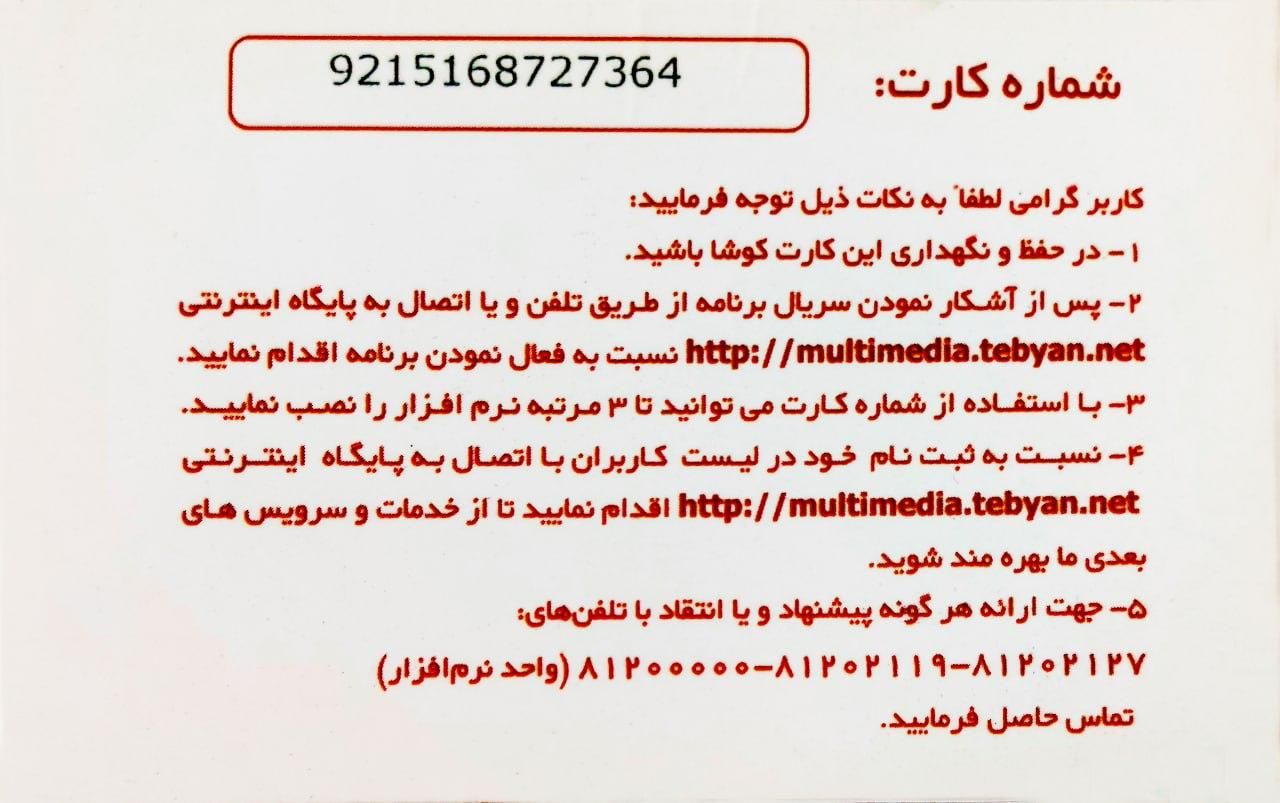 شماره کارت: 9215168727364
کاربر گرامی لطفاً به نکات ذیل توجه فرمایید:
۱- در حفظ و نگهداری این کارت کوشا باشید.
۲- پس از آشکار نمودن سریال برنامه از طریق تلفن و یا اتصال به پایگاه اینترنتی
http://multimedia.tebyan.net نسبت به فعال نمودن برنامه اقدام نمایید.
۳- با استفاده از شماره کارت می توانید تا ۳ مرتبه نرم افزار را نصب نمایید.
۴- نسبت به ثبت نام خود در لیست کاربران با اتصال به پایگاه اینترنتی
http://multimedia.tebyan.net اقدام نمایید تا از خدمات و سرویس های
بعدی ما بهره مند شوید.
۵- جهت ارائه هر گونه پیشنهاد و یا انتقاد با تلفن‌های:
۸۱۲۰۲۱۲۷-۸۱۲۰۲۱۱۹-۸۱۲۰۰۰۰۰ (واحد نرم‌افزار)
تماس حاصل فرمایید.